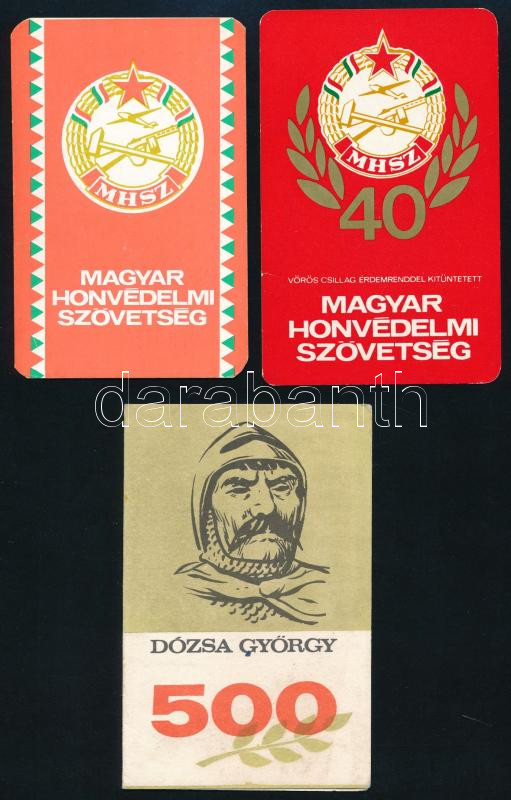 MHSZ
MAGYAR
HONVÉDELMI
SZÖVETSÉG
MHSZ
40
VÖRÖS CSILLAG ÉRDEMRENDDEL KITÜNTETETT
MAGYAR
HONVÉDELMI
SZÖVETSÉG
darabanth
DÓZSA GYÖRGY
500